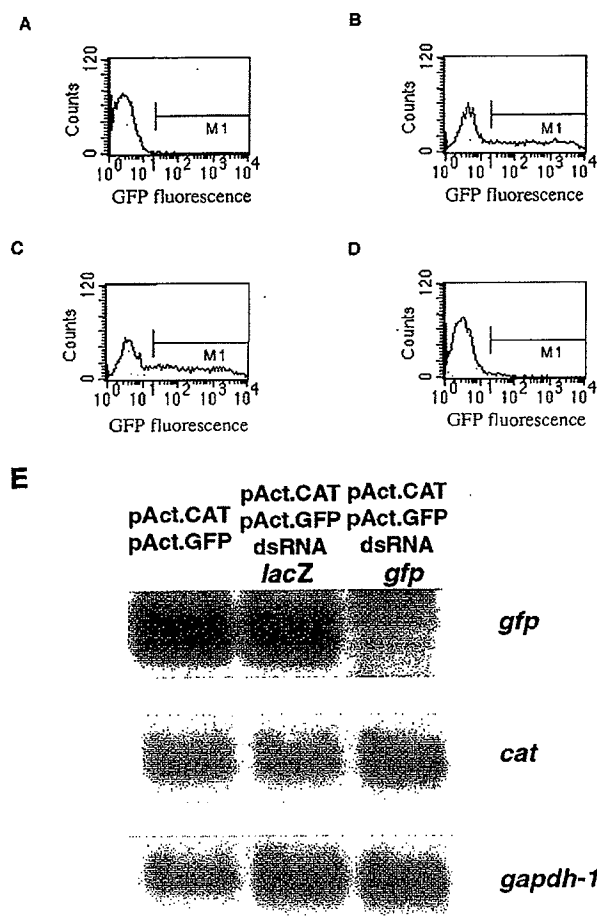 A
120
Counts
0
M1
10^0 10^1 10^2 10^3 10^4
GFP fluorescence
B
120
Counts
0
M1
10^0 10^1 10^2 10^3 10^4
GFP fluorescence
C
120
Counts
0
M1
10^0 10^1 10^2 10^3 10^4
GFP fluorescence
D
120
Counts
0
M1
10^0 10^1 10^2 10^3 10^4
GFP fluorescence
E
pAct.CAT
pAct.GFP
pAct.CAT
pAct.GFP
dsRNA
lacZ
pAct.CAT
pAct.GFP
dsRNA
gfp
gfp
cat
gapdh-1